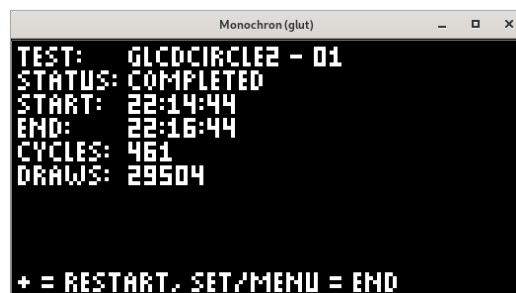 Monochron (glut)
TEST: GLCDCIRCLE2 - 01
STATUS: COMPLETED
START: 22:14:44
END: 22:16:44
CYCLES: 461
DRAWS: 29504
+ = RESTART, SET/MENU = END